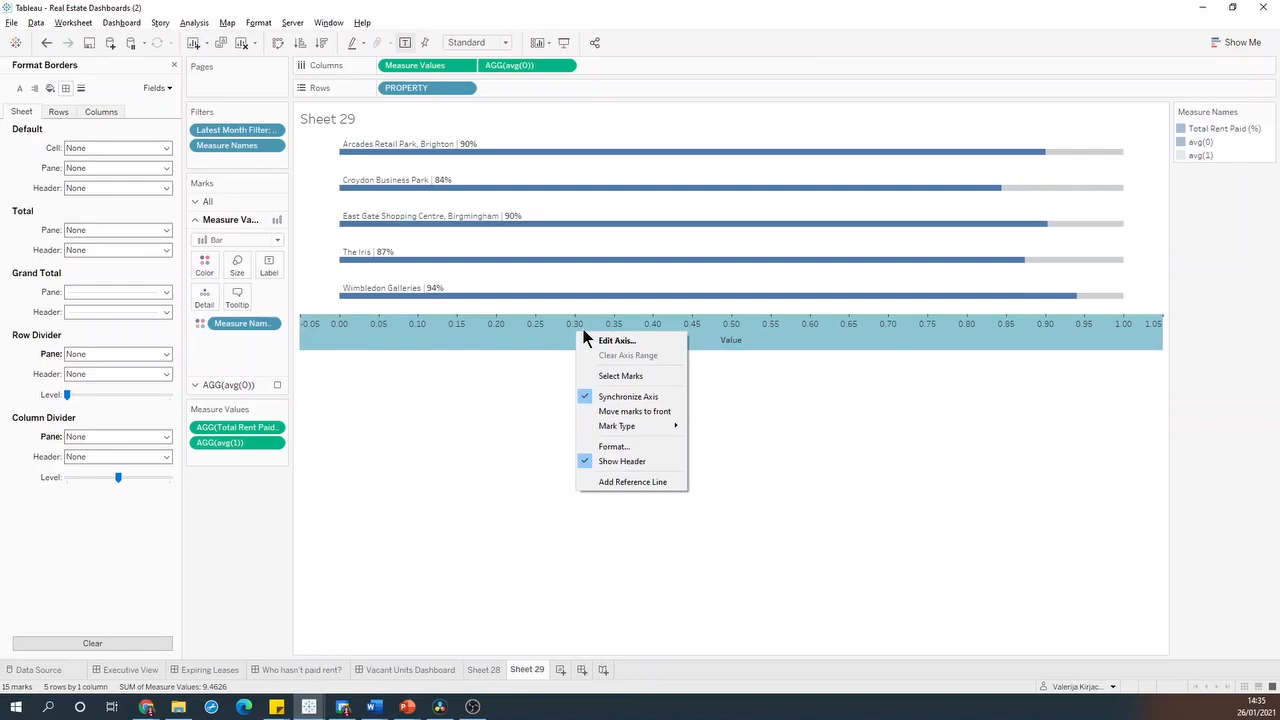 Tableau - Real Estate Dashboards (2)
File Data Worksheet Dashboard Story Analysis Map Format Server Window Help
Standard
Show Me
Format Borders
Fields
Sheet Rows Columns
Default
Cell: None
Pane: None
Header: None
Total
Pane: None
Header: None
Grand Total
Pane:
Header:
Row Divider
Pane: None
Header: None
Level:
Column Divider
Pane: None
Header: None
Level:
Clear
Pages
Filters
Latest Month Filter: ..
Measure Names
Marks
All
Measure Va...
Bar
Color Size Label
Detail Tooltip
Measure Nam..
AGG(avg(0))
Measure Values
AGG(Total Rent Paid..
AGG(avg(1))
Columns Measure Values AGG(avg(0))
Rows PROPERTY
Sheet 29
Arcades Retail Park, Brighton | 90%
Croydon Business Park | 84%
East Gate Shopping Centre, Birgmingham | 90%
The Iris | 87%
Wimbledon Galleries | 94%
-0.05 0.00 0.05 0.10 0.15 0.20 0.25 0.30 0.35 0.40 0.45 0.50 0.55 0.60 0.65 0.70 0.75 0.80 0.85 0.90 0.95 1.00 1.05
Value
Edit Axis...
Clear Axis Range
Select Marks
Synchronize Axis
Move marks to front
Mark Type
Format...
Show Header
Add Reference Line
Measure Names
Total Rent Paid (%)
avg(0)
avg(1)
Data Source Executive View Expiring Leases Who hasn't paid rent? Vacant Units Dashboard Sheet 28 Sheet 29
15 marks 5 rows by 1 column SUM of Measure Values: 9.4626 Valerija Kirjac...
14:35
26/01/2021